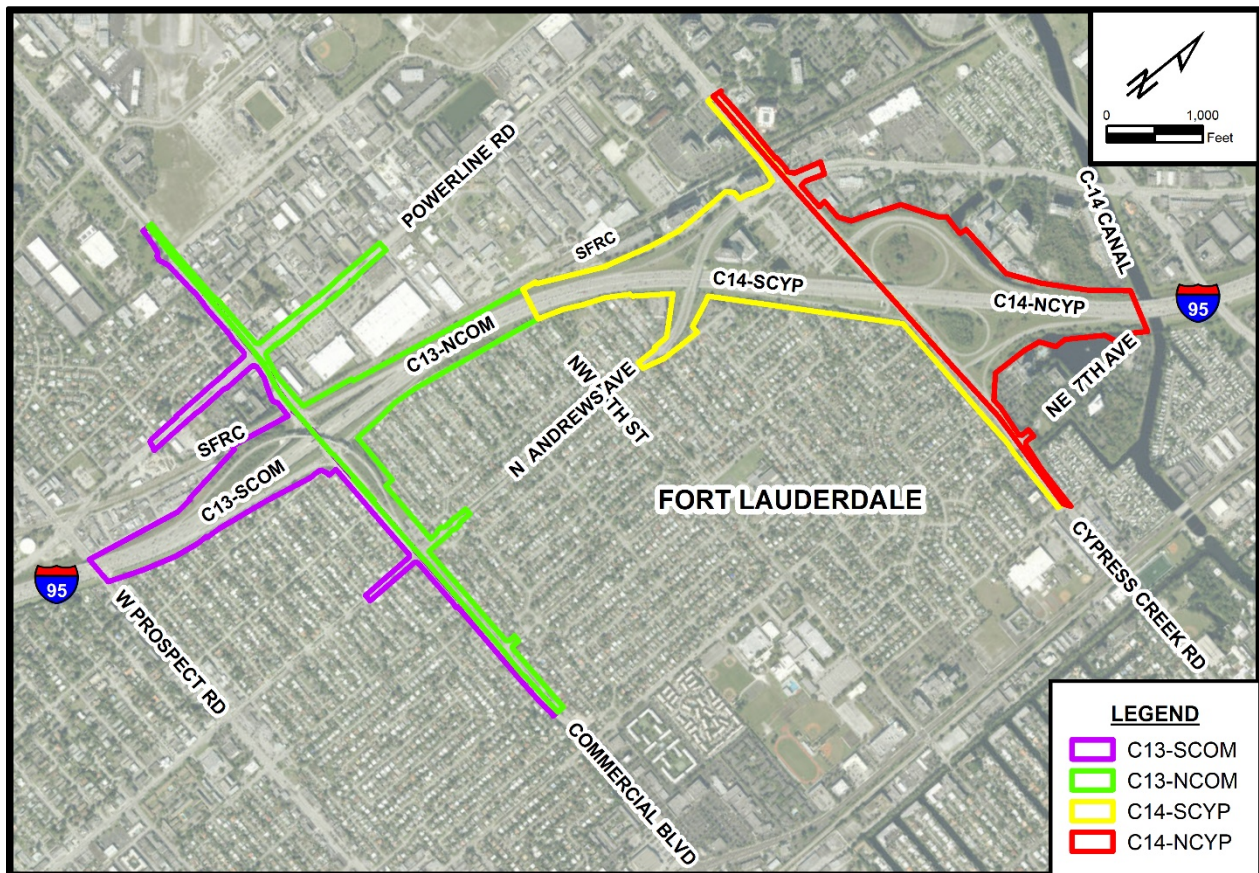 N
0 1,000
Feet
POWERLINE RD
C-14 CANAL
SFRC
C14-SCYP
C14-NCYP
95
C13-NCOM
NE 7TH AVE
NW ST
N ANDREWS AVE
SFRC
C13-SCOM
FORT LAUDERDALE
95
CYPRESS CREEK RD
W PROSPECT RD
COMMERCIAL BLVD
LEGEND
C13-SCOM
C13-NCOM
C14-SCYP
C14-NCYP